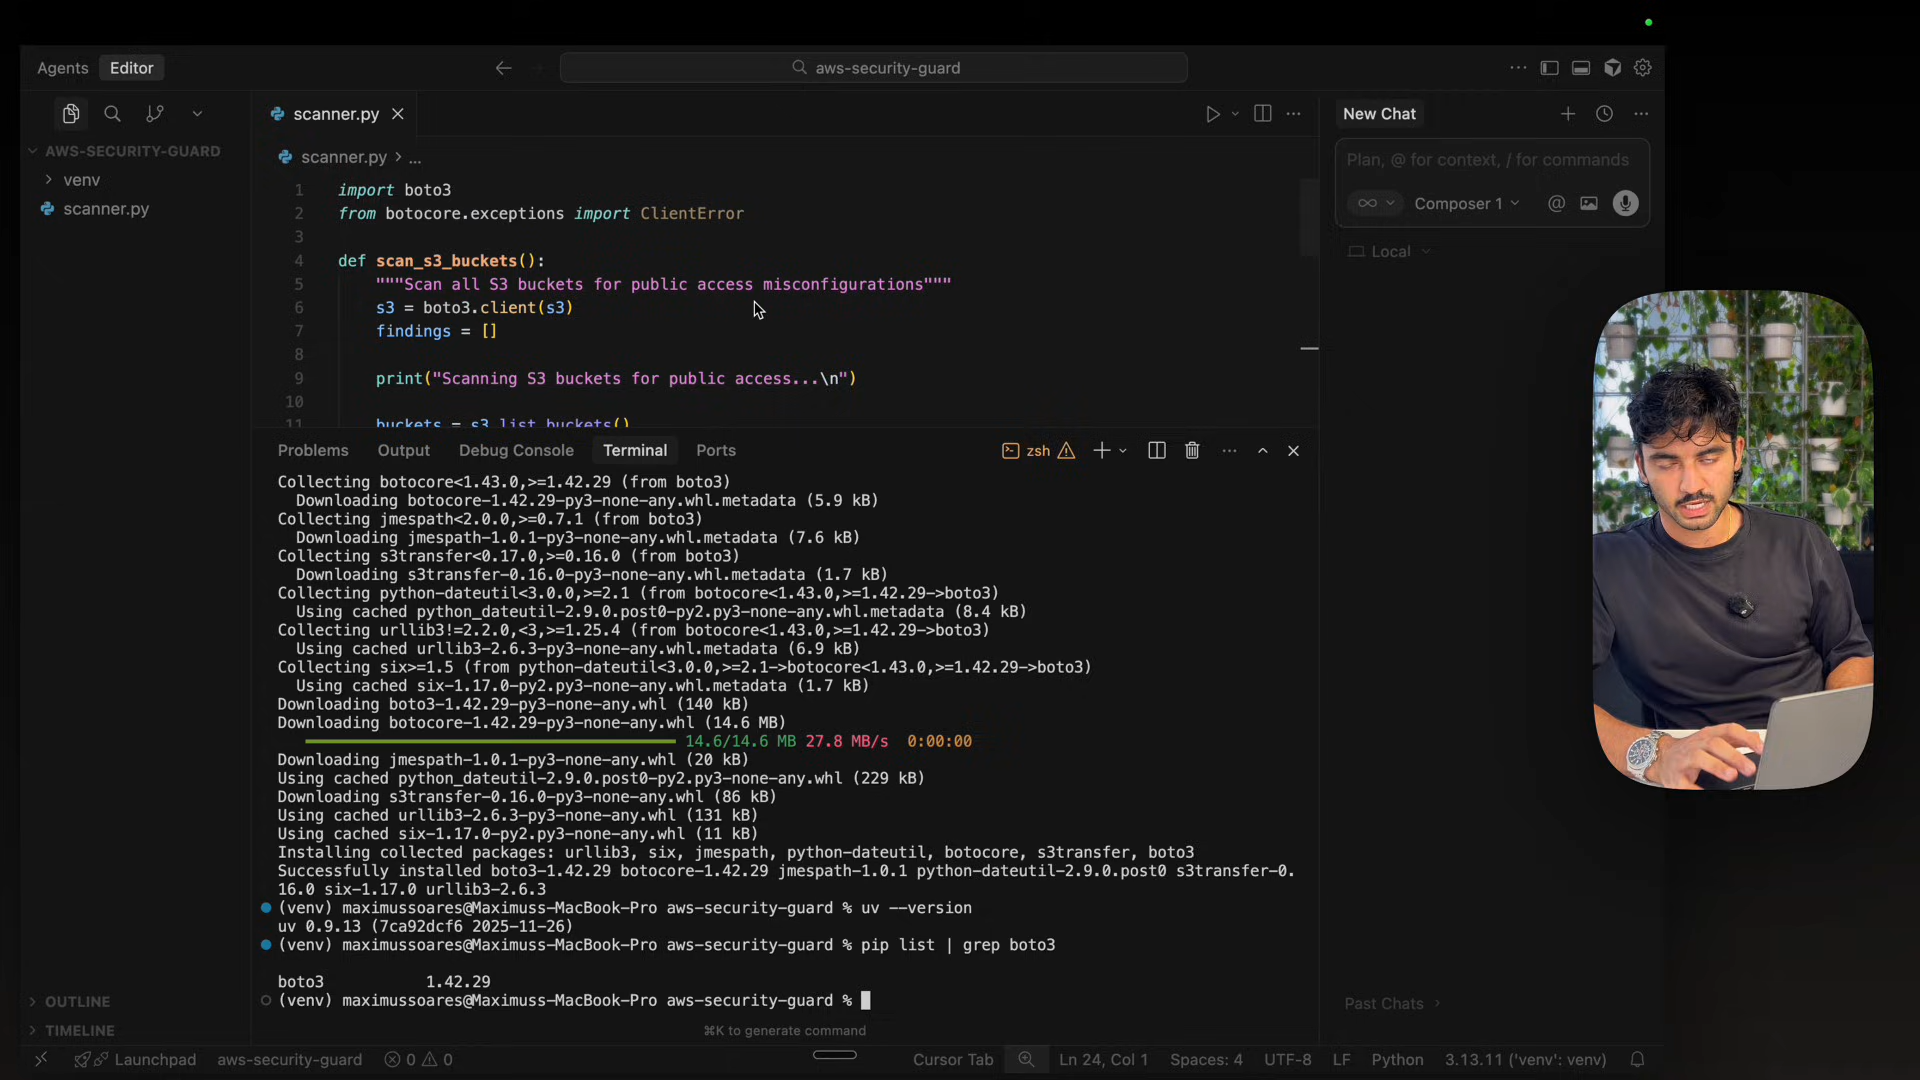 Agents Editor
aws-security-guard
scanner.py
New Chat
AWS-SECURITY-GUARD
venv
scanner.py
scanner.py > ...
1 import boto3
2 from botocore.exceptions import ClientError
3
4 def scan_s3_buckets():
5 """Scan all S3 buckets for public access misconfigurations"""
6 s3 = boto3.client(s3)
7 findings = []
8
9 print("Scanning S3 buckets for public access...\n")
10
11 buckets = s3.list_buckets()
Plan, @ for context, / for commands
Composer 1
Local
Problems Output Debug Console Terminal Ports
zsh
Collecting botocore<1.43.0,>=1.42.29 (from boto3)
Downloading botocore-1.42.29-py3-none-any.whl.metadata (5.9 kB)
Collecting jmespath<2.0.0,>=0.7.1 (from boto3)
Downloading jmespath-1.0.1-py3-none-any.whl.metadata (7.6 kB)
Collecting s3transfer<0.17.0,>=0.16.0 (from boto3)
Downloading s3transfer-0.16.0-py3-none-any.whl.metadata (1.7 kB)
Collecting python-dateutil<3.0.0,>=2.1 (from botocore<1.43.0,>=1.42.29->boto3)
Using cached python_dateutil-2.9.0.post0-py2.py3-none-any.whl.metadata (8.4 kB)
Collecting urllib3!=2.2.0,<3,>=1.25.4 (from botocore<1.43.0,>=1.42.29->boto3)
Using cached urllib3-2.6.3-py3-none-any.whl.metadata (6.9 kB)
Collecting six>=1.5 (from python-dateutil<3.0.0,>=2.1->botocore<1.43.0,>=1.42.29->boto3)
Using cached six-1.17.0-py2.py3-none-any.whl.metadata (1.7 kB)
Downloading boto3-1.42.29-py3-none-any.whl (140 kB)
Downloading botocore-1.42.29-py3-none-any.whl (14.6 MB)
14.6/14.6 MB 27.8 MB/s 0:00:00
Downloading jmespath-1.0.1-py3-none-any.whl (20 kB)
Using cached python_dateutil-2.9.0.post0-py2.py3-none-any.whl (229 kB)
Downloading s3transfer-0.16.0-py3-none-any.whl (86 kB)
Using cached urllib3-2.6.3-py3-none-any.whl (131 kB)
Using cached six-1.17.0-py2.py3-none-any.whl (11 kB)
Installing collected packages: urllib3, six, jmespath, python-dateutil, botocore, s3transfer, boto3
Successfully installed boto3-1.42.29 botocore-1.42.29 jmespath-1.0.1 python-dateutil-2.9.0.post0 s3transfer-0.
16.0 six-1.17.0 urllib3-2.6.3
(venv) maximussoares@Maximuss-MacBook-Pro aws-security-guard % uv --version
uv 0.9.13 (7ca92dcf6 2025-11-26)
(venv) maximussoares@Maximuss-MacBook-Pro aws-security-guard % pip list | grep boto3
boto3 1.42.29
(venv) maximussoares@Maximuss-MacBook-Pro aws-security-guard %
⌘K to generate command
OUTLINE
TIMELINE
Past Chats
Launchpad aws-security-guard 0 0 Cursor Tab Ln 24, Col 1 Spaces: 4 UTF-8 LF Python 3.13.11 ('venv': venv)